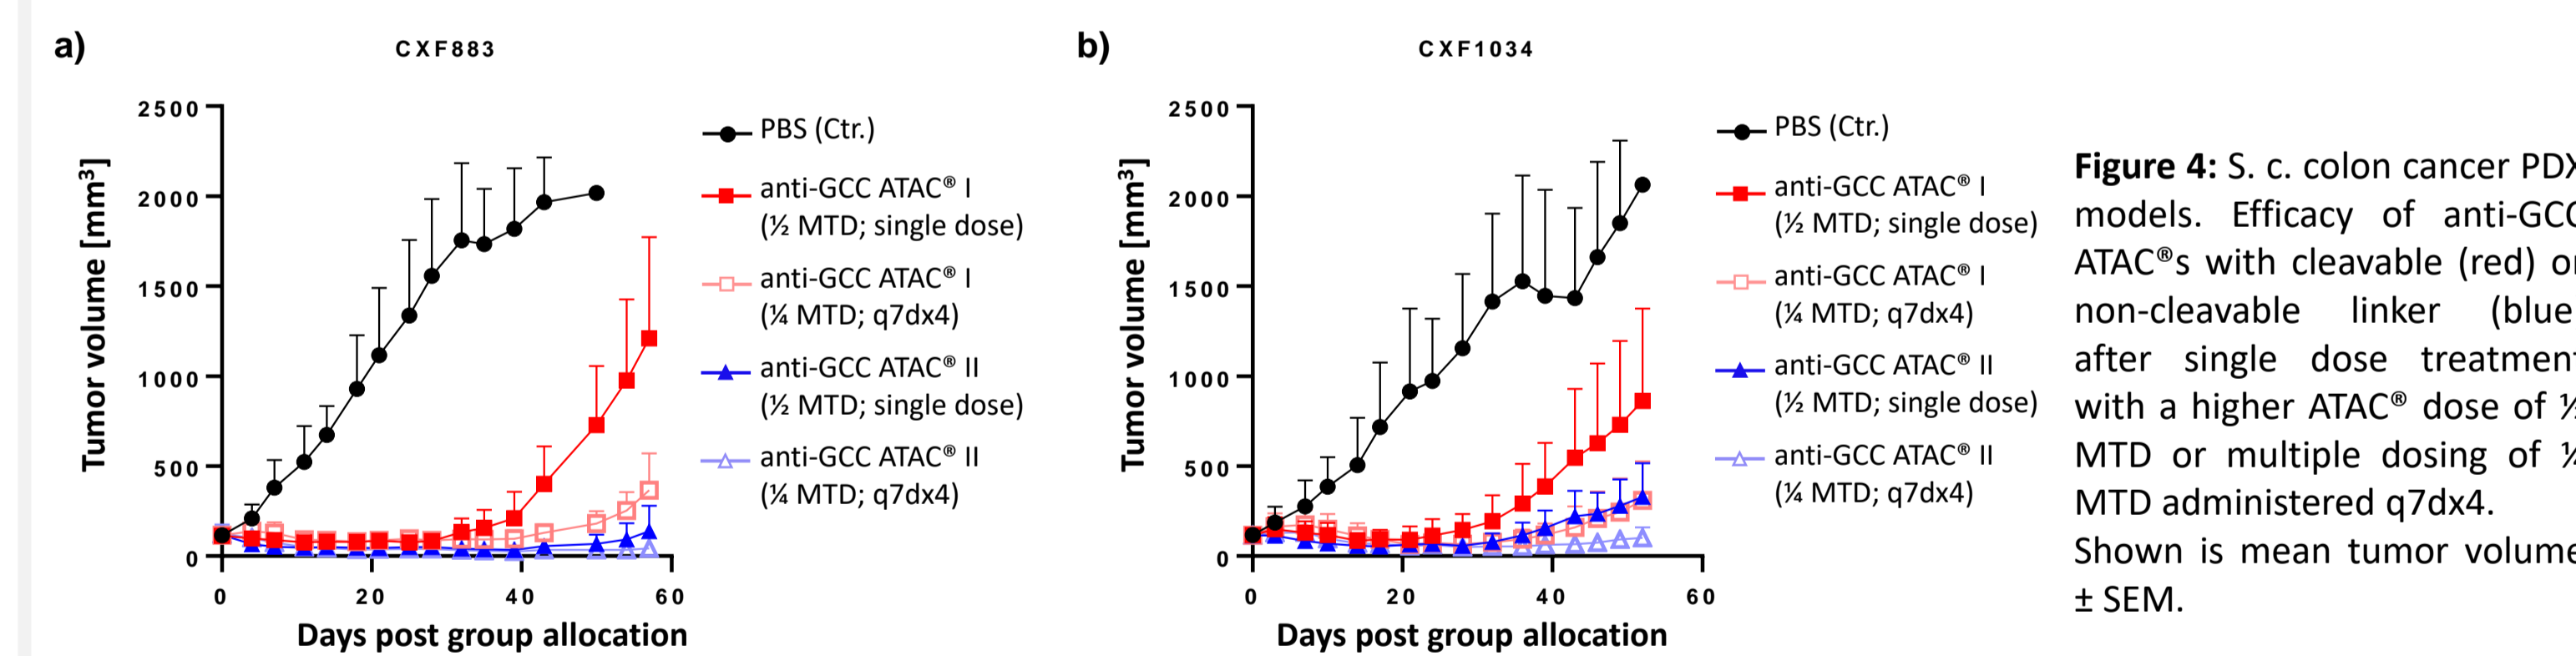 a)
CXF883
Tumor volume [mm³]
2500
2000
1500
1000
500
0
0 20 40 60
Days post group allocation
PBS (Ctr.)
anti-GCC ATAC® I
(½ MTD; single dose)
anti-GCC ATAC® I
(¼ MTD; q7dx4)
anti-GCC ATAC® II
(½ MTD; single dose)
anti-GCC ATAC® II
(¼ MTD; q7dx4)
b)
CXF1034
Tumor volume [mm³]
2500
2000
1500
1000
500
0
0 20 40 60
Days post group allocation
PBS (Ctr.)
anti-GCC ATAC® I
(½ MTD; single dose)
anti-GCC ATAC® I
(¼ MTD; q7dx4)
anti-GCC ATAC® II
(½ MTD; single dose)
anti-GCC ATAC® II
(¼ MTD; q7dx4)
Figure 4: S. c. colon cancer PDX
models. Efficacy of anti-GCC
ATAC®s with cleavable (red) or
non-cleavable linker (blue
after single dose treatment
with a higher ATAC® dose of
MTD or multiple dosing of
MTD administered q7dx4.
Shown is mean tumor volume
± SEM.